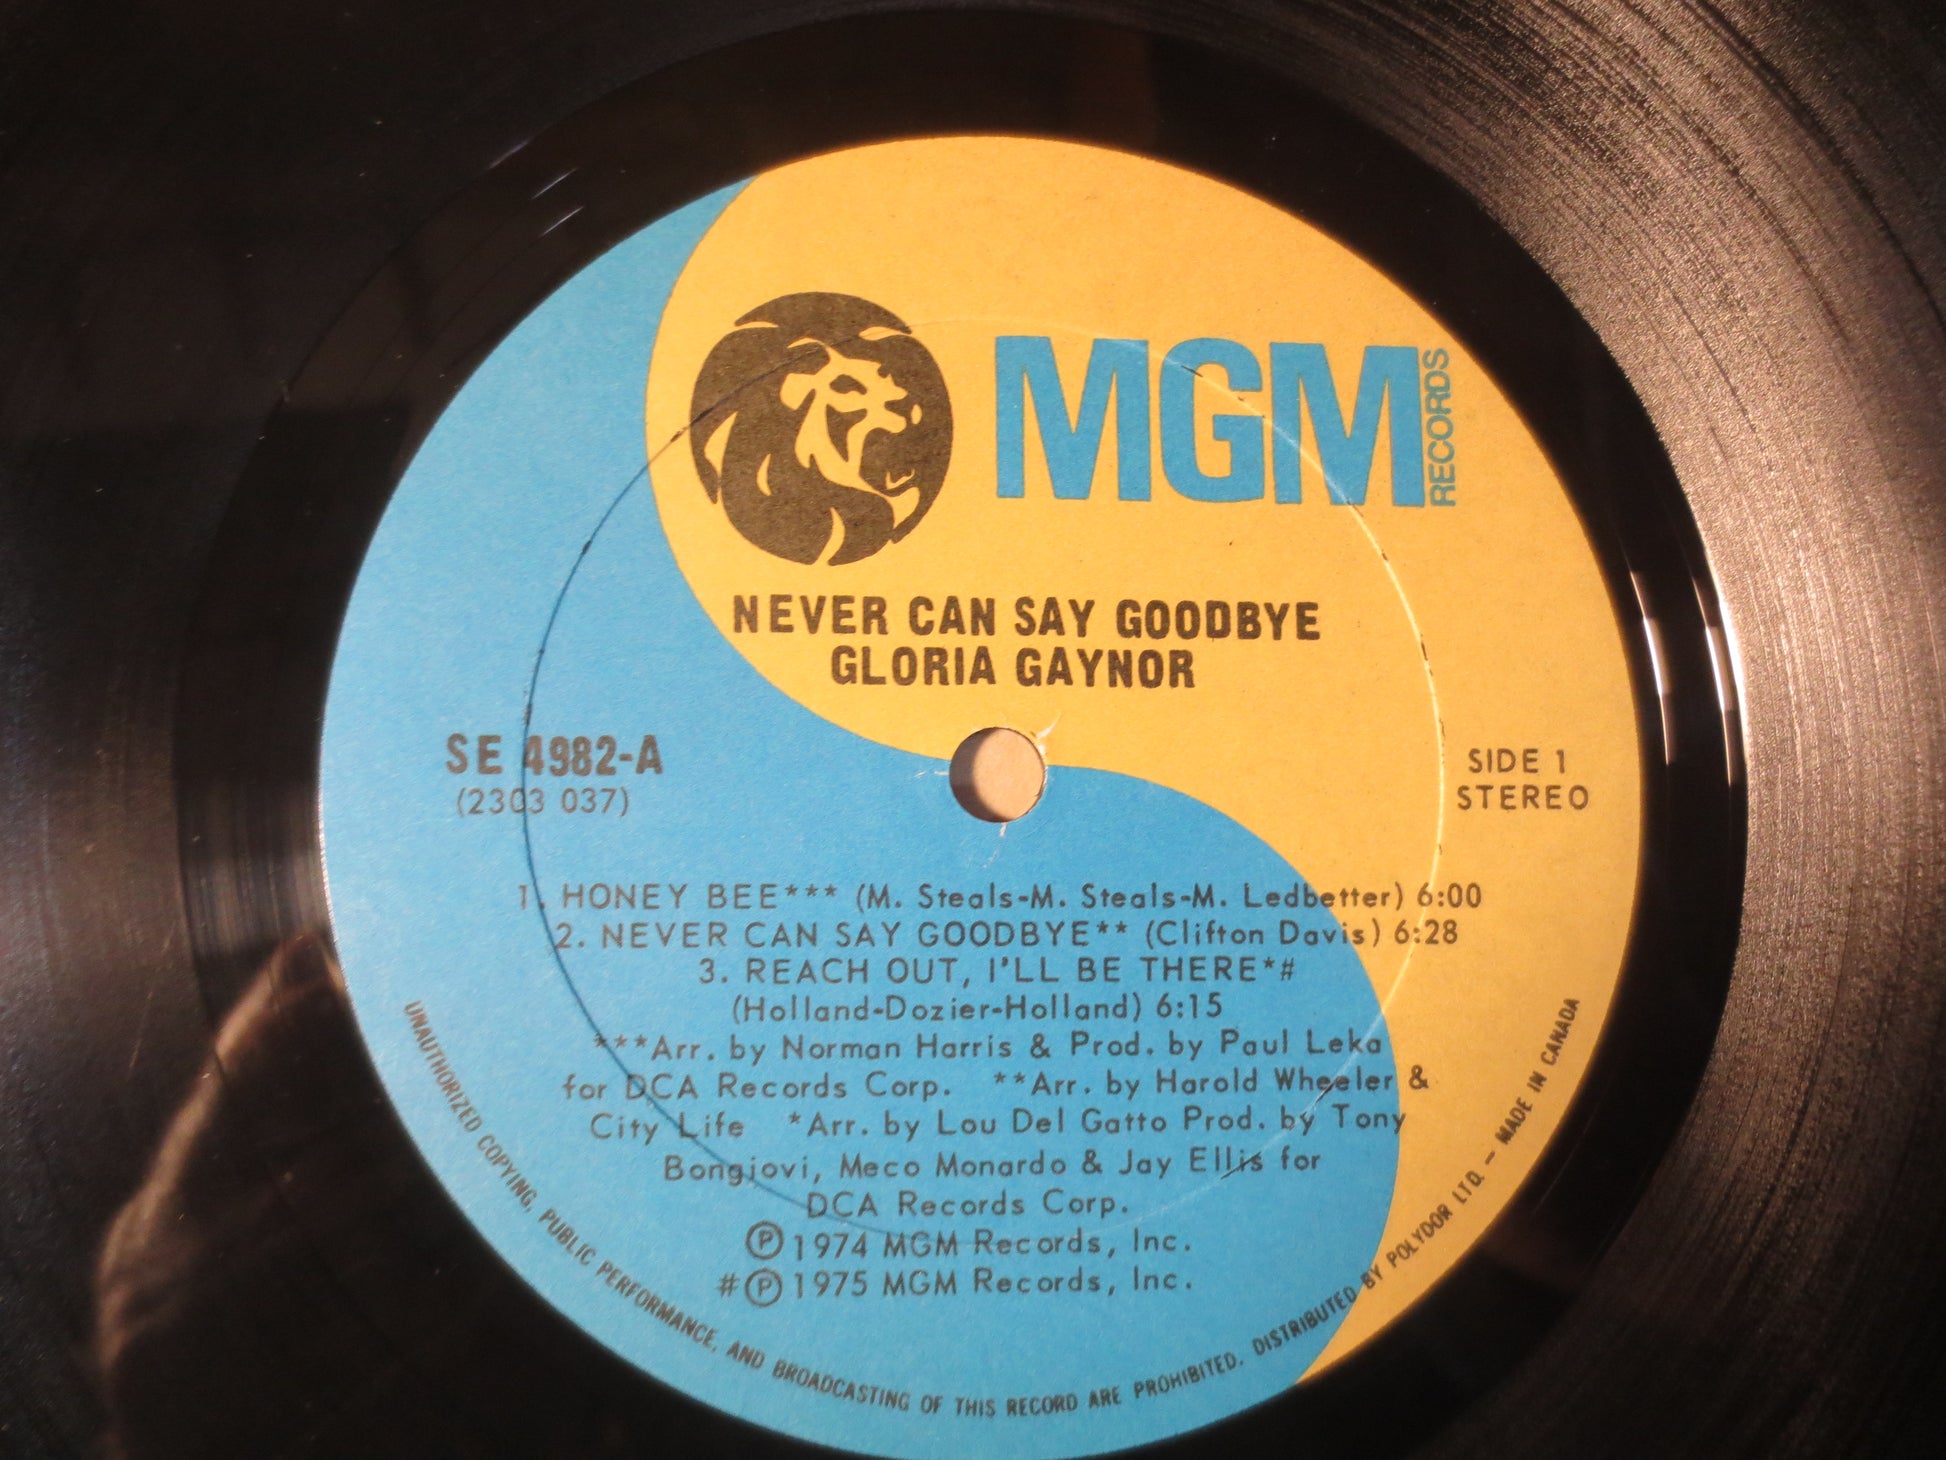 MGM RECORDS
NEVER CAN SAY GOODBYE
GLORIA GAYNOR
SE 4982-A
(2303 037)
SIDE 1
STEREO
1. HONEY BEE*** (M. Steals-M. Steals-M. Ledbetter) 6:00
2. NEVER CAN SAY GOODBYE** (Clifton Davis) 6:28
3. REACH OUT, I'LL BE THERE*#
(Holland-Dozier-Holland) 6:15
***Arr. by Norman Harris & Prod. by Paul Leka
for DCA Records Corp. **Arr. by Harold Wheeler &
City Life *Arr. by Lou Del Gatto Prod. by Tony
Bongiovi, Meco Monardo & Jay Ellis for
DCA Records Corp.
Ⓟ 1974 MGM Records, Inc.
#Ⓟ 1975 MGM Records, Inc.
UNAUTHORIZED COPYING, PUBLIC PERFORMANCE, AND BROADCASTING OF THIS RECORD ARE PROHIBITED. DISTRIBUTED BY POLYDOR LTD. – MADE IN CANADA